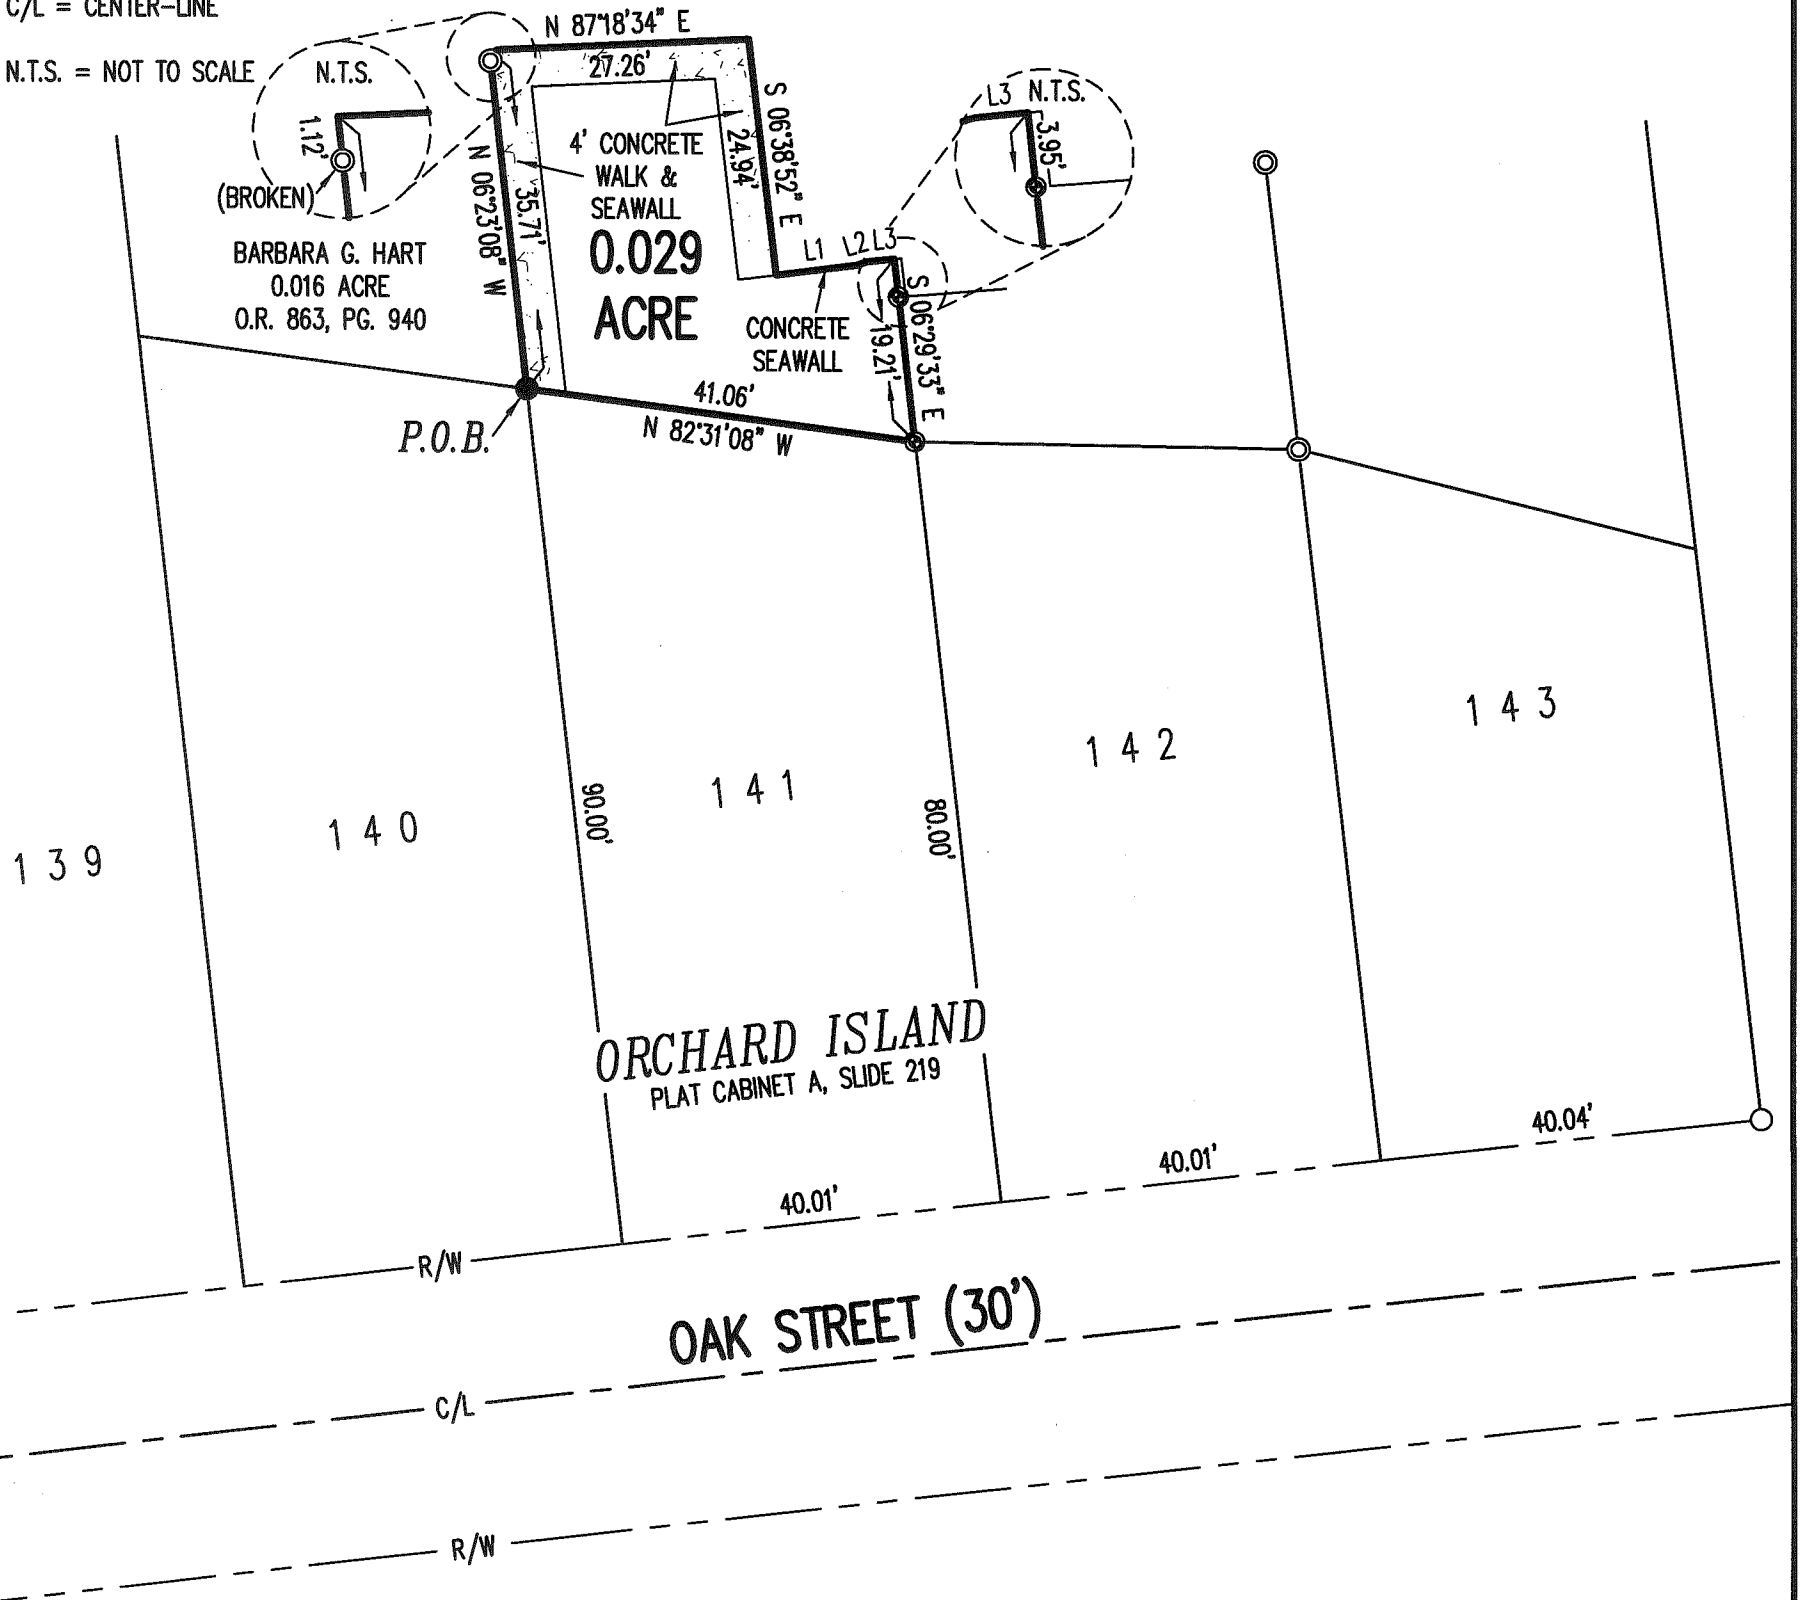 C/L = CENTER-LINE
N.T.S. = NOT TO SCALE
N.T.S.
1.12'
(BROKEN)
BARBARA G. HART
0.016 ACRE
O.R. 863, PG. 940
N 87°18'34" E
27.26'
S 06°38'52" E
24.94'
N 06°23'08" W
35.71'
4' CONCRETE
WALK &
SEAWALL
0.029
ACRE
L1
L2
L3
CONCRETE
SEAWALL
L3 N.T.S.
3.95'
S 06°29'33" E
19.21'
41.06'
N 82°31'08" W
P.O.B.
139
140
141
142
143
90.00'
80.00'
ORCHARD ISLAND
PLAT CABINET A, SLIDE 219
40.01'
40.01'
40.04'
R/W
OAK STREET (30')
C/L
R/W